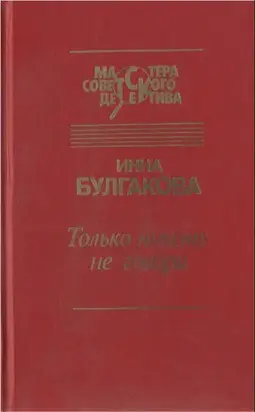 МАСТЕРА
СОВЕТСКОГО
ДЕТЕКТИВА
ИННА
БУЛГАКОВА
Только никому
не говори